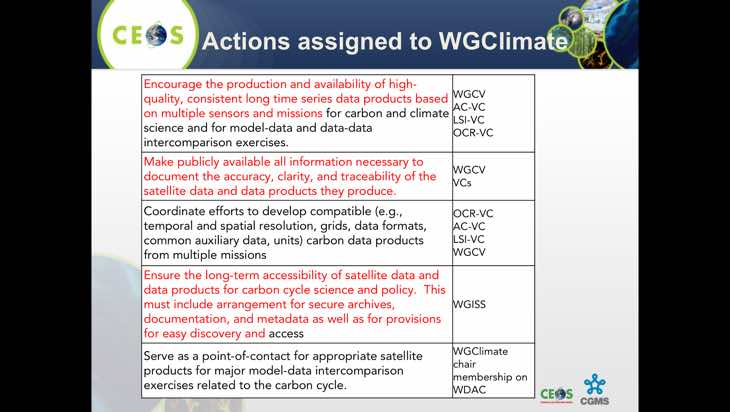 CEOS
Actions assigned to WGClimate
Encourage the production and availability of high-
quality, consistent long time series data products based
on multiple sensors and missions for carbon and climate
science and for model-data and data-data
intercomparison exercises.
WGCV
AC-VC
LSI-VC
OCR-VC
Make publicly available all information necessary to
document the accuracy, clarity, and traceability of the
satellite data and data products they produce.
WGCV
VCs
Coordinate efforts to develop compatible (e.g.,
temporal and spatial resolution, grids, data formats,
common auxiliary data, units) carbon data products
from multiple missions
OCR-VC
AC-VC
LSI-VC
WGCV
Ensure the long-term accessibility of satellite data and
data products for carbon cycle science and policy. This
must include arrangement for secure archives,
documentation, and metadata as well as for provisions
for easy discovery and access
WGISS
Serve as a point-of-contact for appropriate satellite
products for major model-data intercomparison
exercises related to the carbon cycle.
WGClimate
chair
membership on
WDAC
CEOS
CGMS